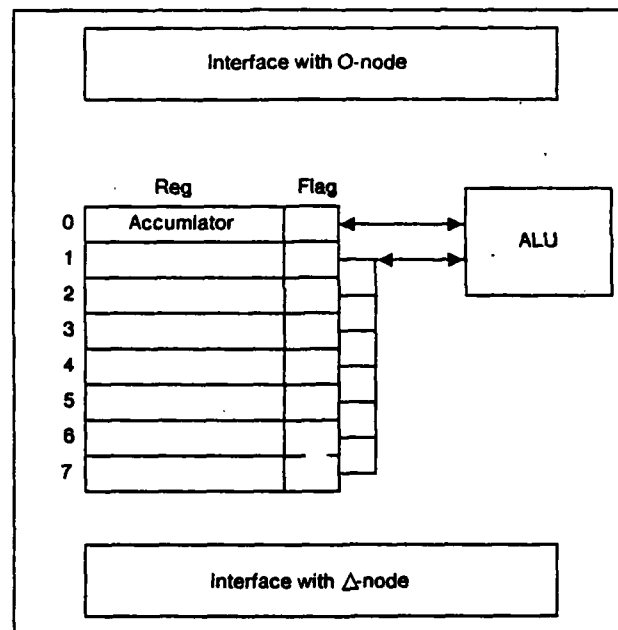 Interface with O-node
Reg Flag
0 Accumlator
ALU
1
2
3
4
5
6
7
Interface with Δ-node